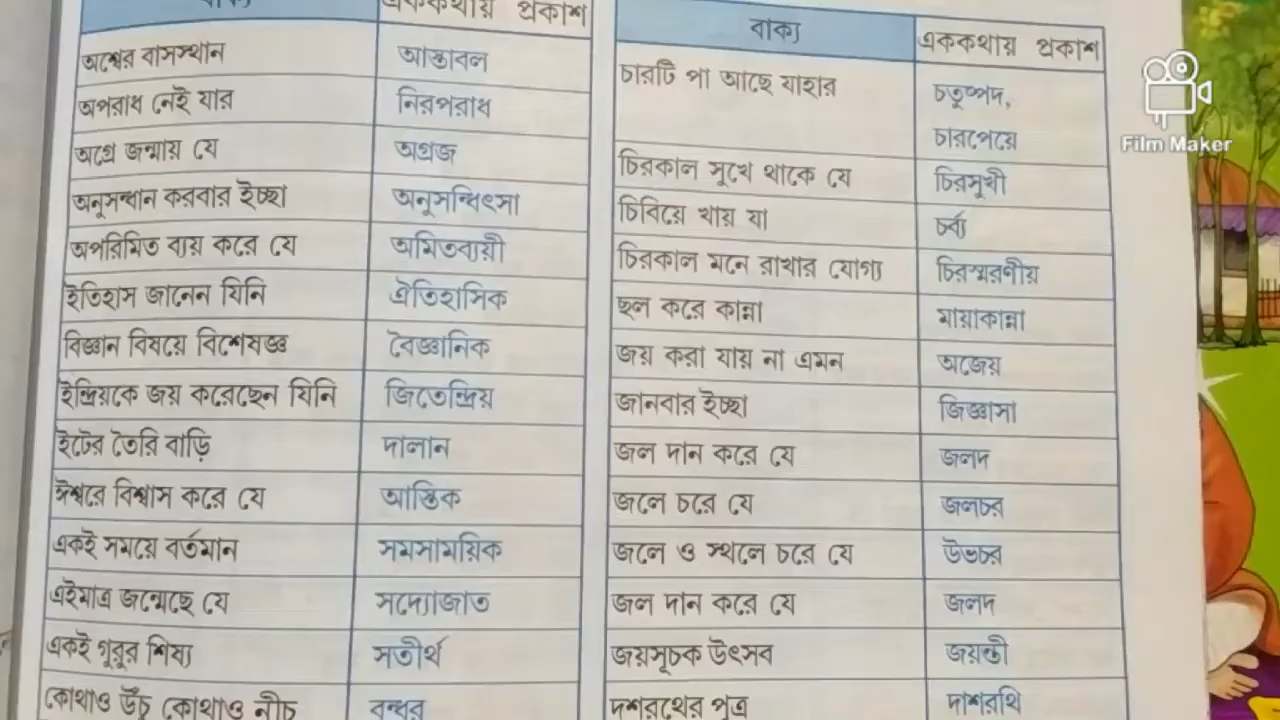 বাক্য এককথায় প্রকাশ
অশ্বের বাসস্থান আস্তাবল
অপরাধ নেই যার নিরপরাধ
অগ্রে জন্মায় যে অগ্রজ
অনুসন্ধান করবার ইচ্ছা অনুসন্ধিৎসা
অপরিমিত ব্যয় করে যে অমিতব্যয়ী
ইতিহাস জানেন যিনি ঐতিহাসিক
বিজ্ঞান বিষয়ে বিশেষজ্ঞ বৈজ্ঞানিক
ইন্দ্রিয়কে জয় করেছেন যিনি জিতেন্দ্রিয়
ইটের তৈরি বাড়ি দালান
ঈশ্বরে বিশ্বাস করে যে আস্তিক
একই সময়ে বর্তমান সমসাময়িক
এইমাত্র জন্মেছে যে সদ্যোজাত
একই গুরুর শিষ্য সতীর্থ
কোথাও উঁচু কোথাও নীচু বন্ধুর
বাক্য এককথায় প্রকাশ
চারটি পা আছে যাহার চতুষ্পদ,
চারপেয়ে
চিরকাল সুখে থাকে যে চিরসুখী
চিবিয়ে খায় যা চর্ব্য
চিরকাল মনে রাখার যোগ্য চিরস্মরণীয়
ছল করে কান্না মায়াকান্না
জয় করা যায় না এমন অজেয়
জানবার ইচ্ছা জিজ্ঞাসা
জল দান করে যে জলদ
জলে চরে যে জলচর
জলে ও স্থলে চরে যে উভচর
জল দান করে যে জলদ
জয়সূচক উৎসব জয়ন্তী
দশরথের পুত্র দাশরথি
Film Maker